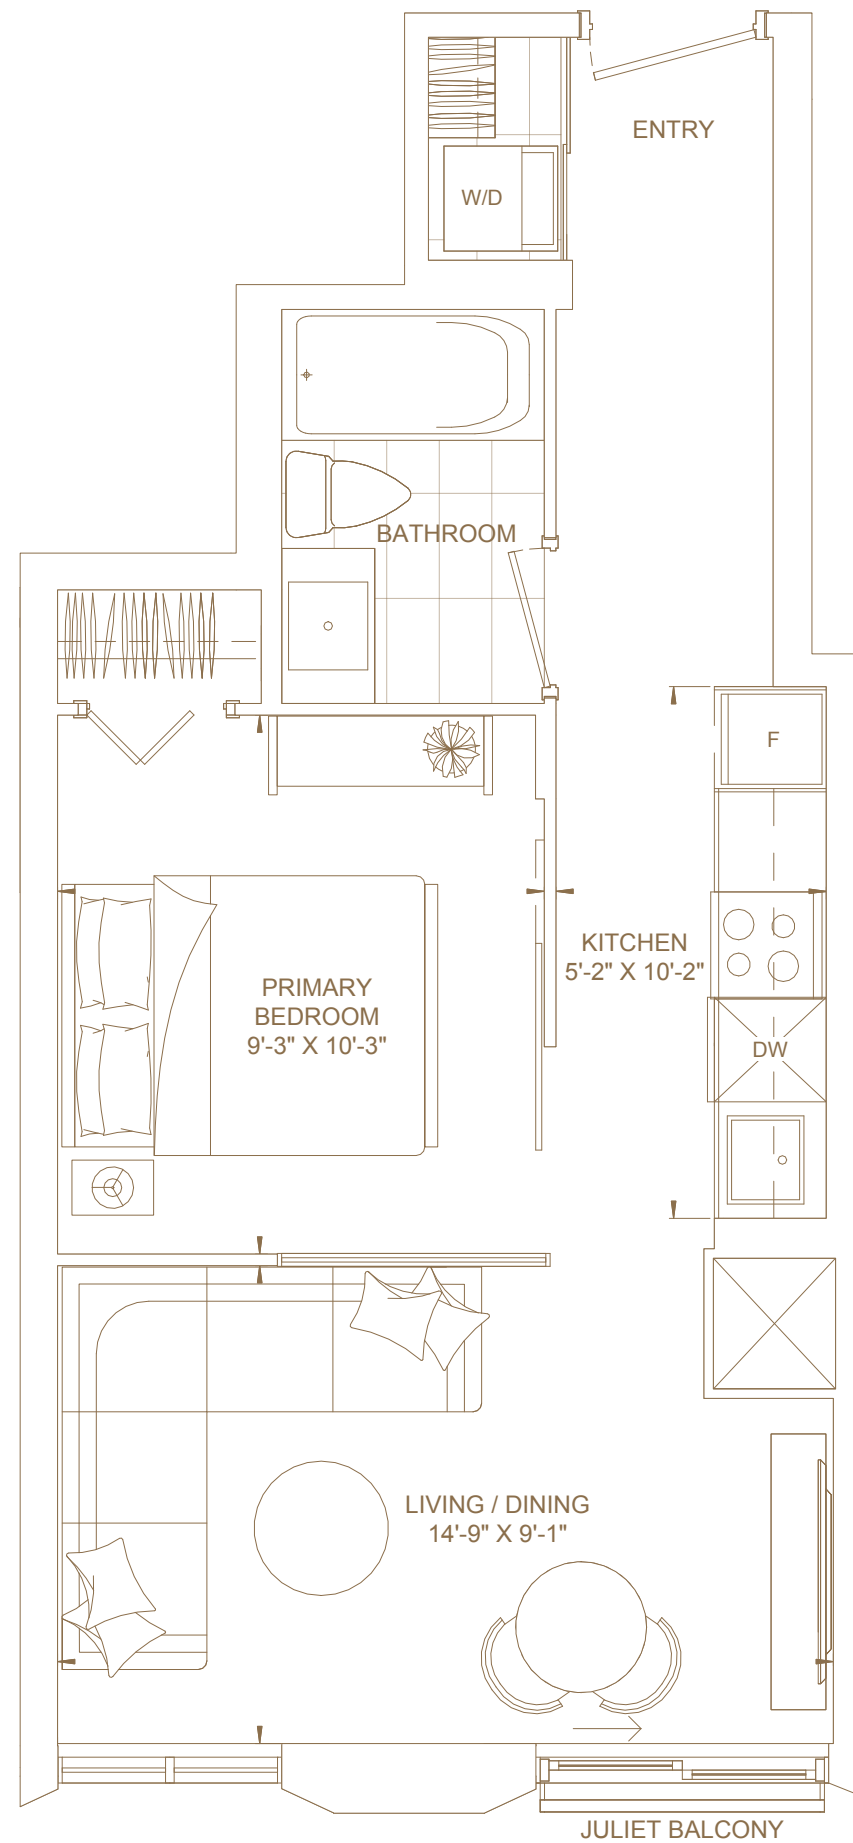 ENTRY
W/D
BATHROOM
F
KITCHEN
5'-2" X 10'-2"
PRIMARY
BEDROOM
9'-3" X 10'-3"
DW
LIVING / DINING
14'-9" X 9'-1"
JULIET BALCONY